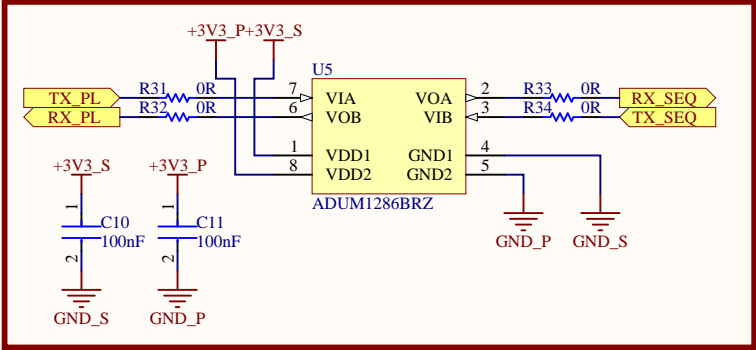 +3V3_P +3V3_S
U5
TX_PL R31 0R 7 VIA VOA 2 R33 0R RX_SEQ
RX_PL R32 0R 6 VOB VIB 3 R34 0R TX_SEQ
1 VDD1 GND1 4
8 VDD2 GND2 5
ADUM1286BRZ
+3V3_S +3V3_P
1 C10 100nF 2
1 C11 100nF 2
GND_S GND_P
GND_P GND_S